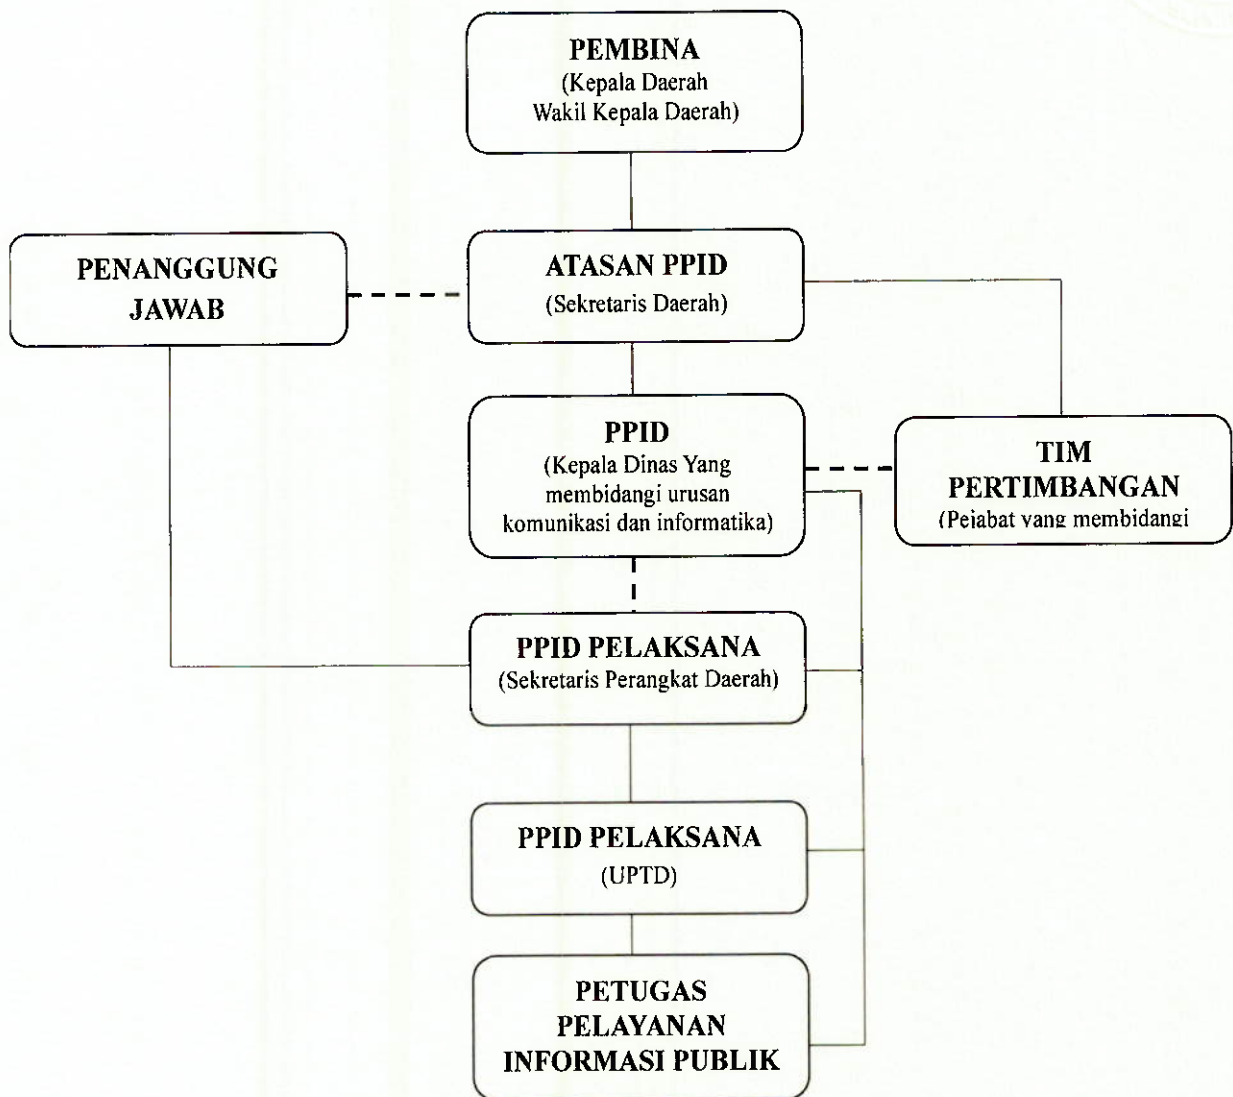 PEMBINA
(Kepala Daerah
Wakil Kepala Daerah)
PENANGGUNG
JAWAB
ATASAN PPID
(Sekretaris Daerah)
PPID
(Kepala Dinas Yang
membidangi urusan
komunikasi dan informatika)
TIM
PERTIMBANGAN
(Pejabat yang membidangi
PPID PELAKSANA
(Sekretaris Perangkat Daerah)
PPID PELAKSANA
(UPTD)
PETUGAS
PELAYANAN
INFORMASI PUBLIK